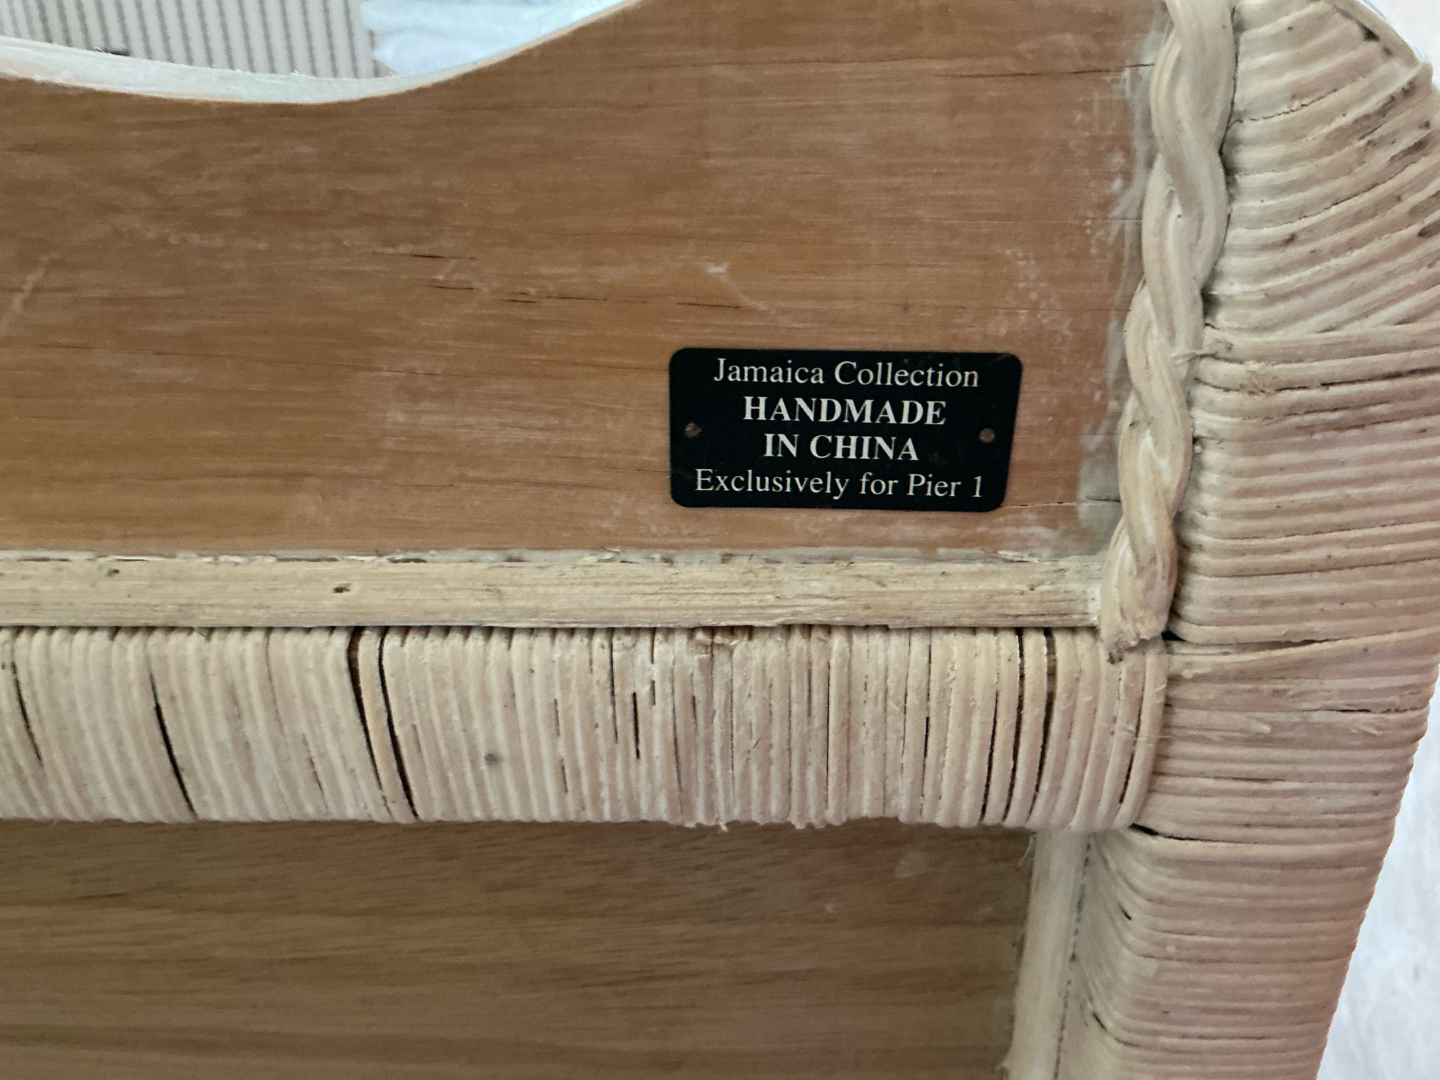 Jamaica Collection
HANDMADE
IN CHINA
Exclusively for Pier 1